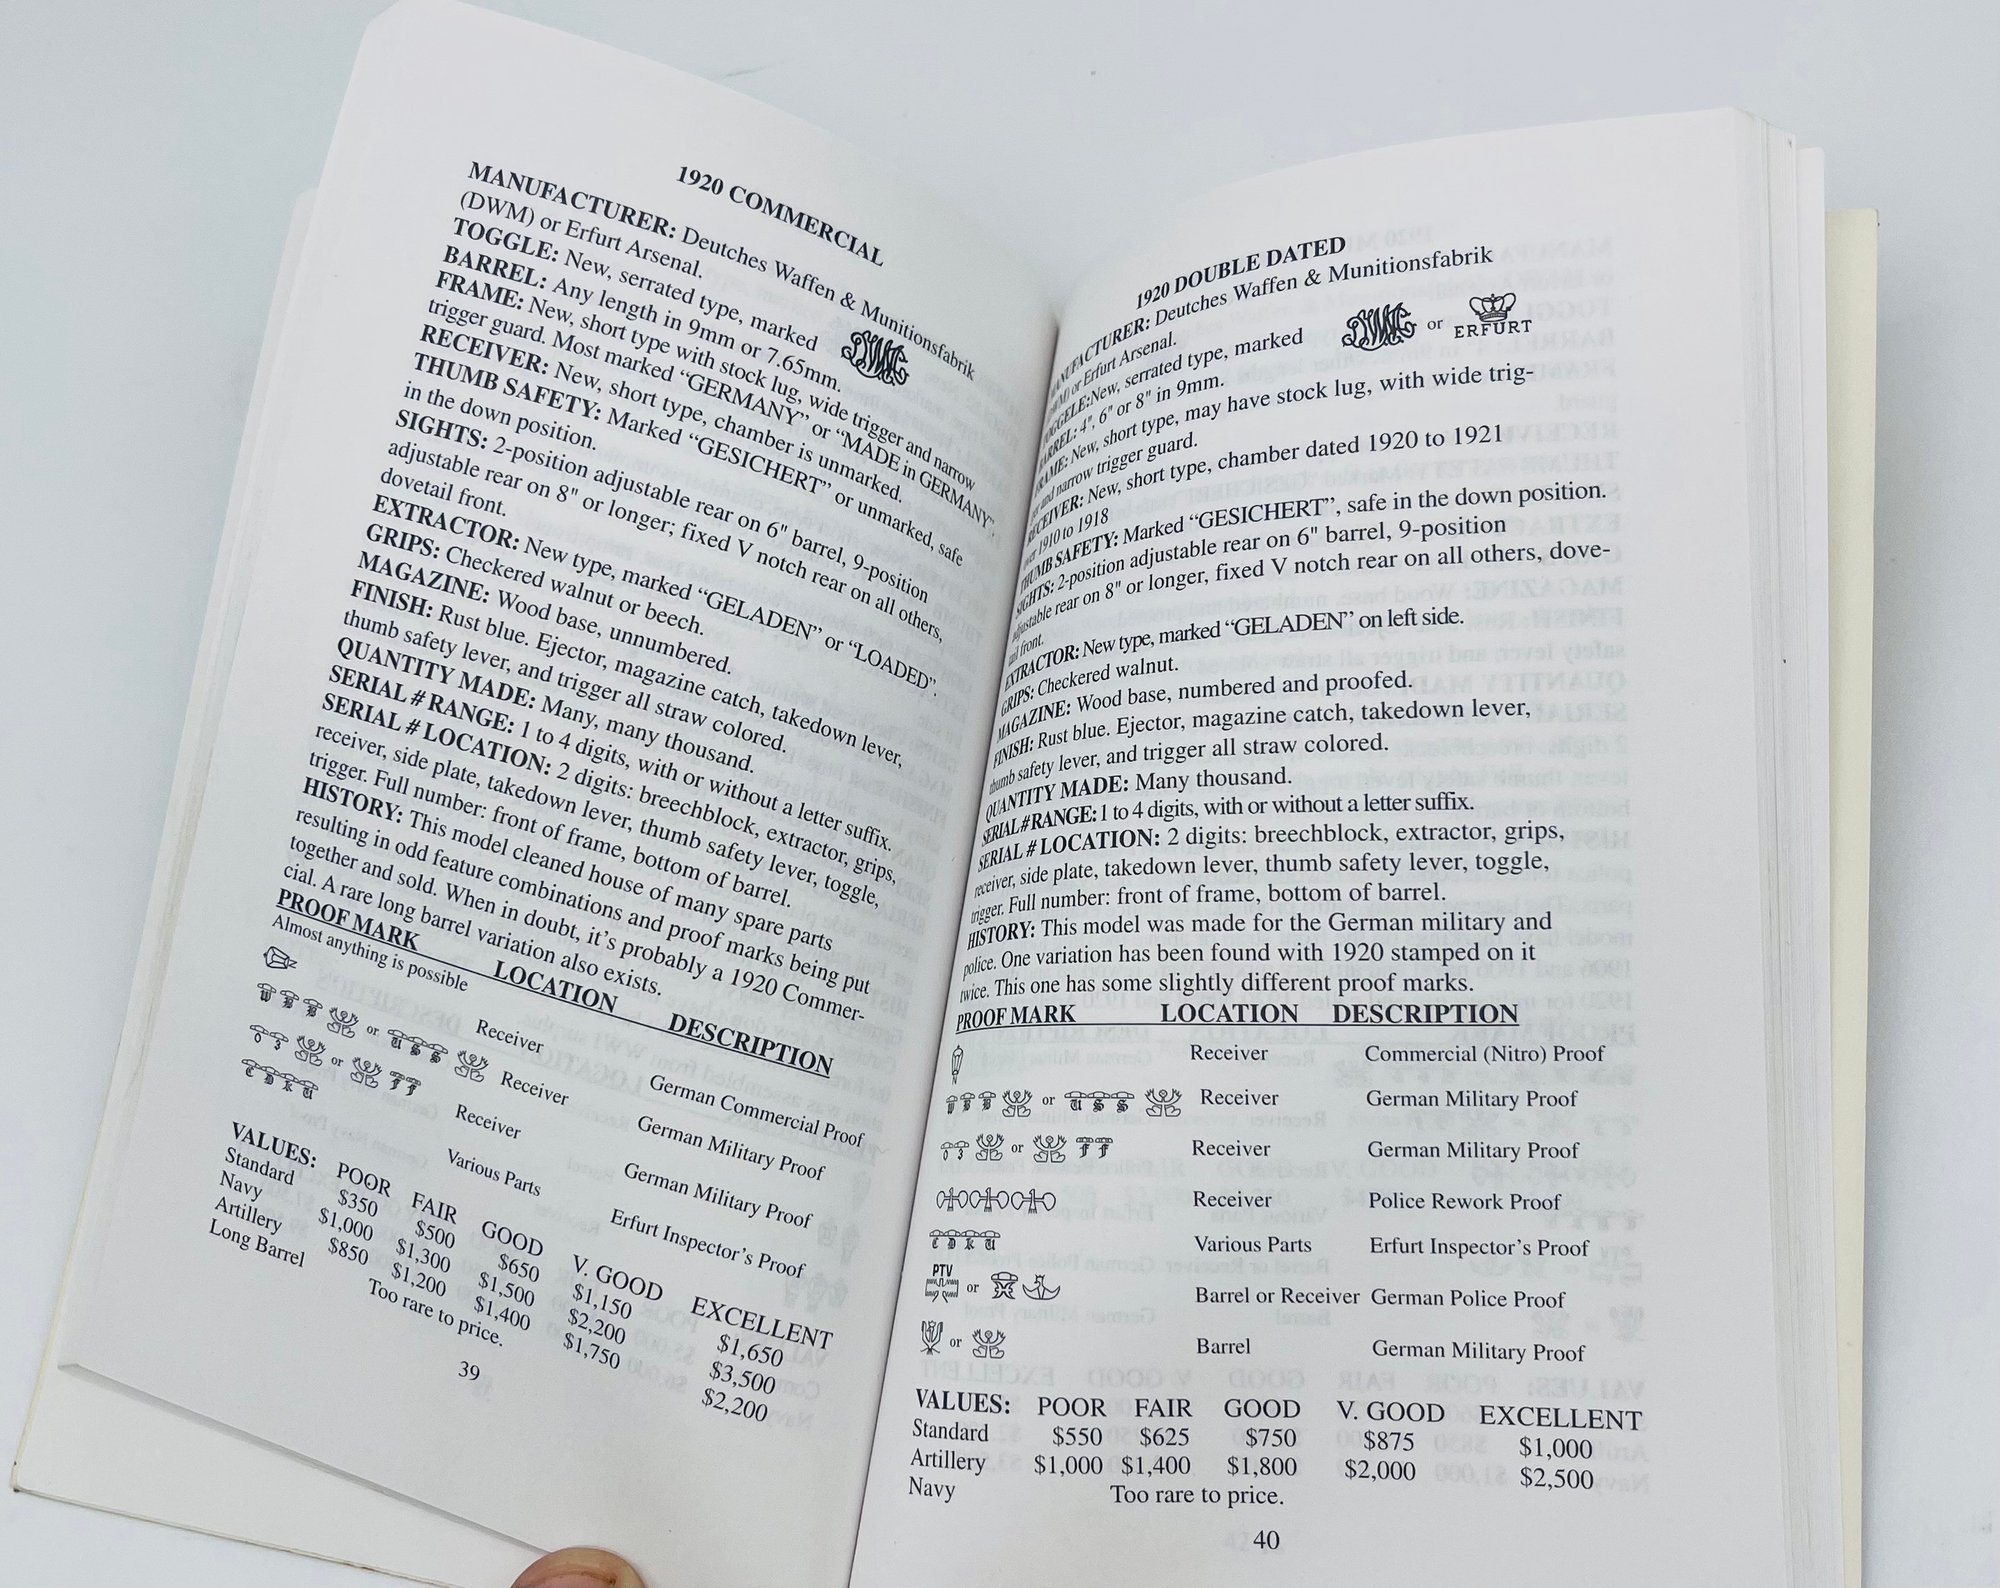 1920 COMMERCIAL
MANUFACTURER: Deutches Waffen & Munitionsfabrik
(DWM) or Erfurt Arsenal.
TOGGLE: New, serrated type, marked DWM
BARREL: Any length in 9mm or 7.65mm.
FRAME: New, short type with stock lug, wide trigger and narrow
trigger guard. Most marked “GERMANY” or “MADE in GERMANY”.
RECEIVER: New, short type, chamber is unmarked.
THUMB SAFETY: Marked “GESICHERT” or unmarked, safe
in the down position.
SIGHTS: 2-position adjustable rear on 6" barrel, 9-position
adjustable rear on 8" or longer; fixed V notch rear on all others,
dovetail front.
EXTRACTOR: New type, marked “GELADEN” or “LOADED”.
GRIPS: Checkered walnut or beech.
MAGAZINE: Wood base, unnumbered.
FINISH: Rust blue. Ejector, magazine catch, takedown lever,
thumb safety lever, and trigger all straw colored.
QUANTITY MADE: Many, many thousand.
SERIAL # RANGE: 1 to 4 digits, with or without a letter suffix.
SERIAL # LOCATION: 2 digits: breechblock, extractor, grips,
receiver, side plate, takedown lever, thumb safety lever, toggle,
trigger. Full number: front of frame, bottom of barrel.
HISTORY: This model cleaned house of many spare parts
resulting in odd feature combinations and proof marks being put
together and sold. When in doubt, it’s probably a 1920 Commer-
cial. A rare long barrel variation also exists.
PROOF MARK LOCATION DESCRIPTION
Almost anything is possible
Receiver German Commercial Proof
or Receiver German Military Proof
or Receiver German Military Proof
Various Parts Erfurt Inspector’s Proof
VALUES: POOR FAIR GOOD V. GOOD EXCELLENT
Standard $350 $500 $650 $1,150 $1,650
Navy $1,000 $1,300 $1,500 $2,200 $3,500
Artillery $850 $1,200 $1,400 $1,750 $2,200
Long Barrel Too rare to price.
39
1920 DOUBLE DATED
MANUFACTURER: Deutches Waffen & Munitionsfabrik
(DWM) or Erfurt Arsenal.
TOGGELE: New, serrated type, marked DWM or ERFURT
BARREL: 4", 6" or 8" in 9mm.
FRAME: New, short type, may have stock lug, with wide trig-
ger and narrow trigger guard.
RECEIVER: New, short type, chamber dated 1920 to 1921
over 1910 to 1918
THUMB SAFETY: Marked “GESICHERT”, safe in the down position.
SIGHTS: 2-position adjustable rear on 6" barrel, 9-position
adjustable rear on 8" or longer, fixed V notch rear on all others, dove-
tail front.
EXTRACTOR: New type, marked “GELADEN” on left side.
GRIPS: Checkered walnut.
MAGAZINE: Wood base, numbered and proofed.
FINISH: Rust blue. Ejector, magazine catch, takedown lever,
thumb safety lever, and trigger all straw colored.
QUANTITY MADE: Many thousand.
SERIAL # RANGE: 1 to 4 digits, with or without a letter suffix.
SERIAL # LOCATION: 2 digits: breechblock, extractor, grips,
receiver, side plate, takedown lever, thumb safety lever, toggle,
trigger. Full number: front of frame, bottom of barrel.
HISTORY: This model was made for the German military and
police. One variation has been found with 1920 stamped on it
twice. This one has some slightly different proof marks.
PROOF MARK LOCATION DESCRIPTION
N Receiver Commercial (Nitro) Proof
or Receiver German Military Proof
or Receiver German Military Proof
Receiver Police Rework Proof
Various Parts Erfurt Inspector’s Proof
PTV or Barrel or Receiver German Police Proof
or Barrel German Military Proof
VALUES: POOR FAIR GOOD V. GOOD EXCELLENT
Standard $550 $625 $750 $875 $1,000
Artillery $1,000 $1,400 $1,800 $2,000 $2,500
Navy Too rare to price.
40